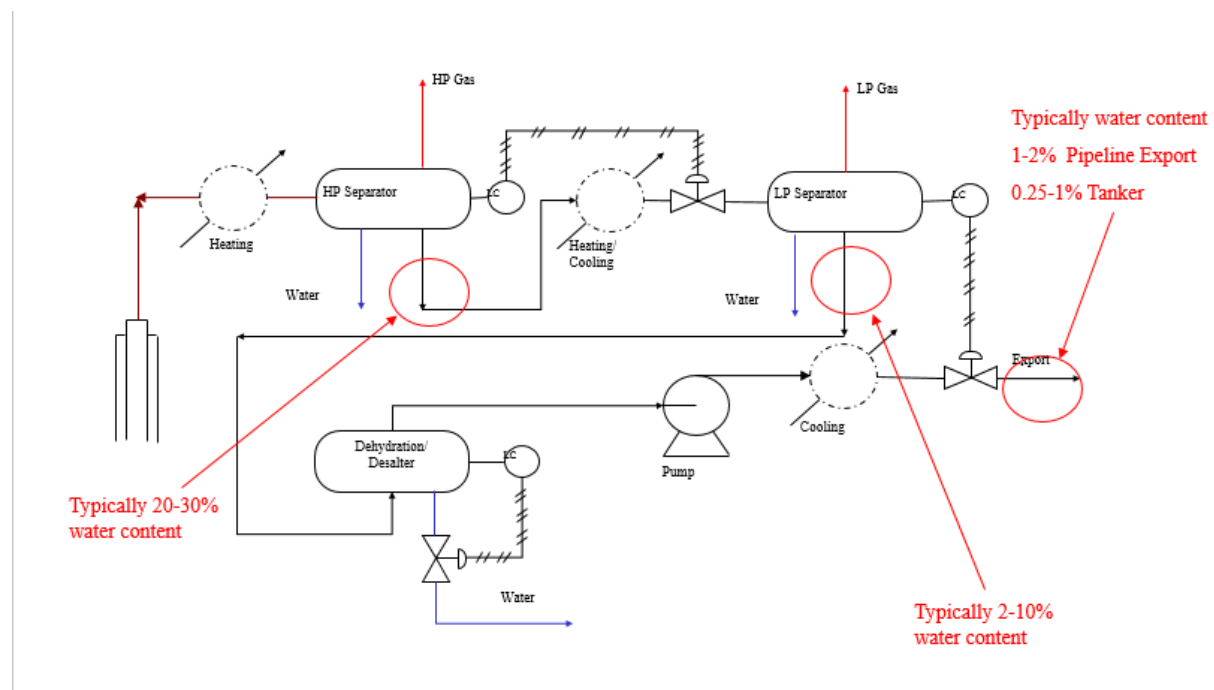 HP Gas
LP Gas
Typically water content
1-2% Pipeline Export
0.25-1% Tanker
HP Separator
LC
LP Separator
LC
Heating
Heating/
Cooling
Water
Water
Export
Cooling
Dehydration/
Desalter
LC
Pump
Typically 20-30%
water content
Water
Typically 2-10%
water content